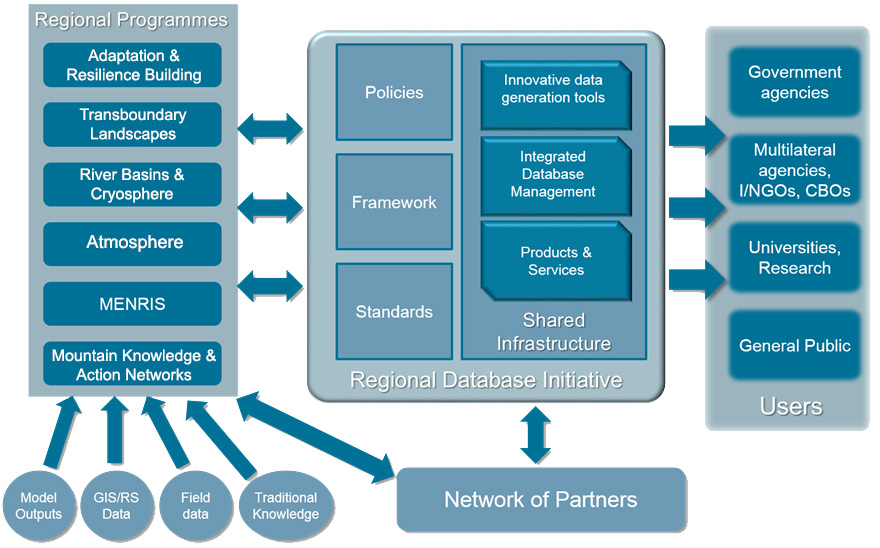 Regional Programmes
Adaptation &
Resilience Building
Transboundary
Landscapes
River Basins &
Cryosphere
Atmosphere
MENRIS
Mountain Knowledge &
Action Networks
Policies
Framework
Standards
Innovative data
generation tools
Integrated
Database
Management
Products &
Services
Shared
Infrastructure
Regional Database Initiative
Government
agencies
Multilateral
agencies,
I/NGOs, CBOs
Universities,
Research
General Public
Users
Model
Outputs
GIS/RS
Data
Field
data
Traditional
Knowledge
Network of Partners